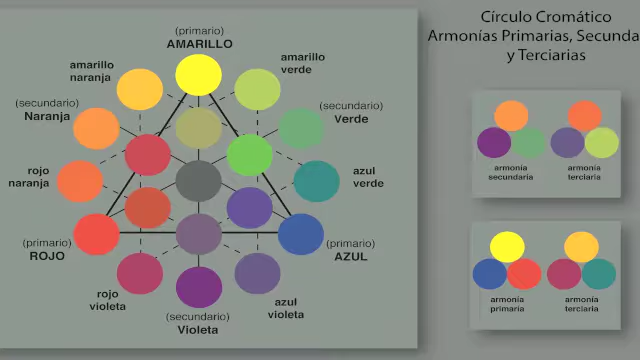 Círculo Cromático
Armonías Primarias, Secunda
y Terciarias
(primario)
AMARILLO
amarillo
naranja
amarillo
verde
(secundario)
Naranja
(secundario)
Verde
rojo
naranja
azul
verde
(primario)
ROJO
(primario)
AZUL
rojo
violeta
(secundario)
Violeta
azul
violeta
armonía
secundaria
armonía
terciaria
armonía
primaria
armonía
terciaria